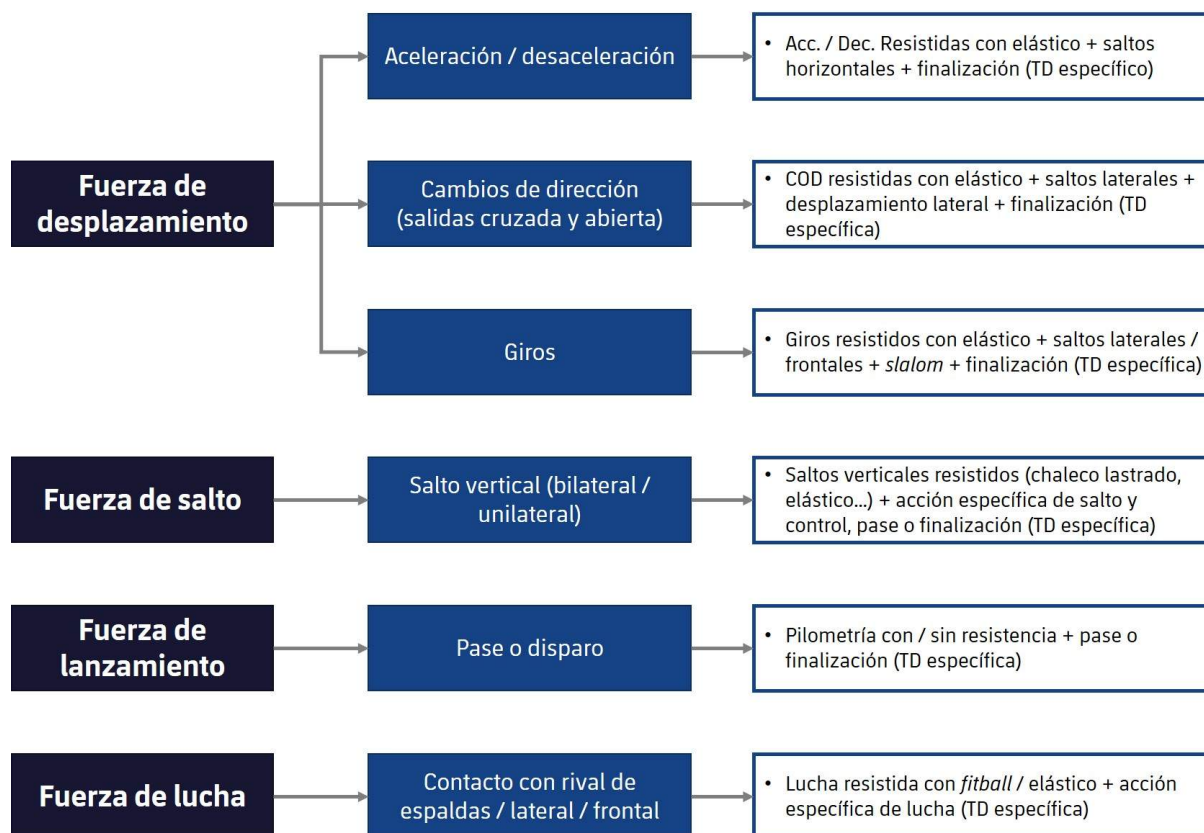 Aceleración / desaceleración
• Acc. / Dec. Resistidas con elástico + saltos
horizontales + finalización (TD específico)
Fuerza de
desplazamiento
Cambios de dirección
(salidas cruzada y abierta)
• COD resistidas con elástico + saltos laterales +
desplazamiento lateral + finalización (TD
específica)
Giros
• Giros resistidos con elástico + saltos laterales /
frontales + slalom + finalización (TD específica)
Fuerza de salto
Salto vertical (bilateral /
unilateral)
• Saltos verticales resistidos (chaleco lastrado,
elástico...) + acción específica de salto y
control, pase o finalización (TD específica)
Fuerza de
lanzamiento
Pase o disparo
• Pilometría con / sin resistencia + pase o
finalización (TD específica)
Fuerza de lucha
Contacto con rival de
espaldas / lateral / frontal
• Lucha resistida con fitball / elástico + acción
específica de lucha (TD específica)